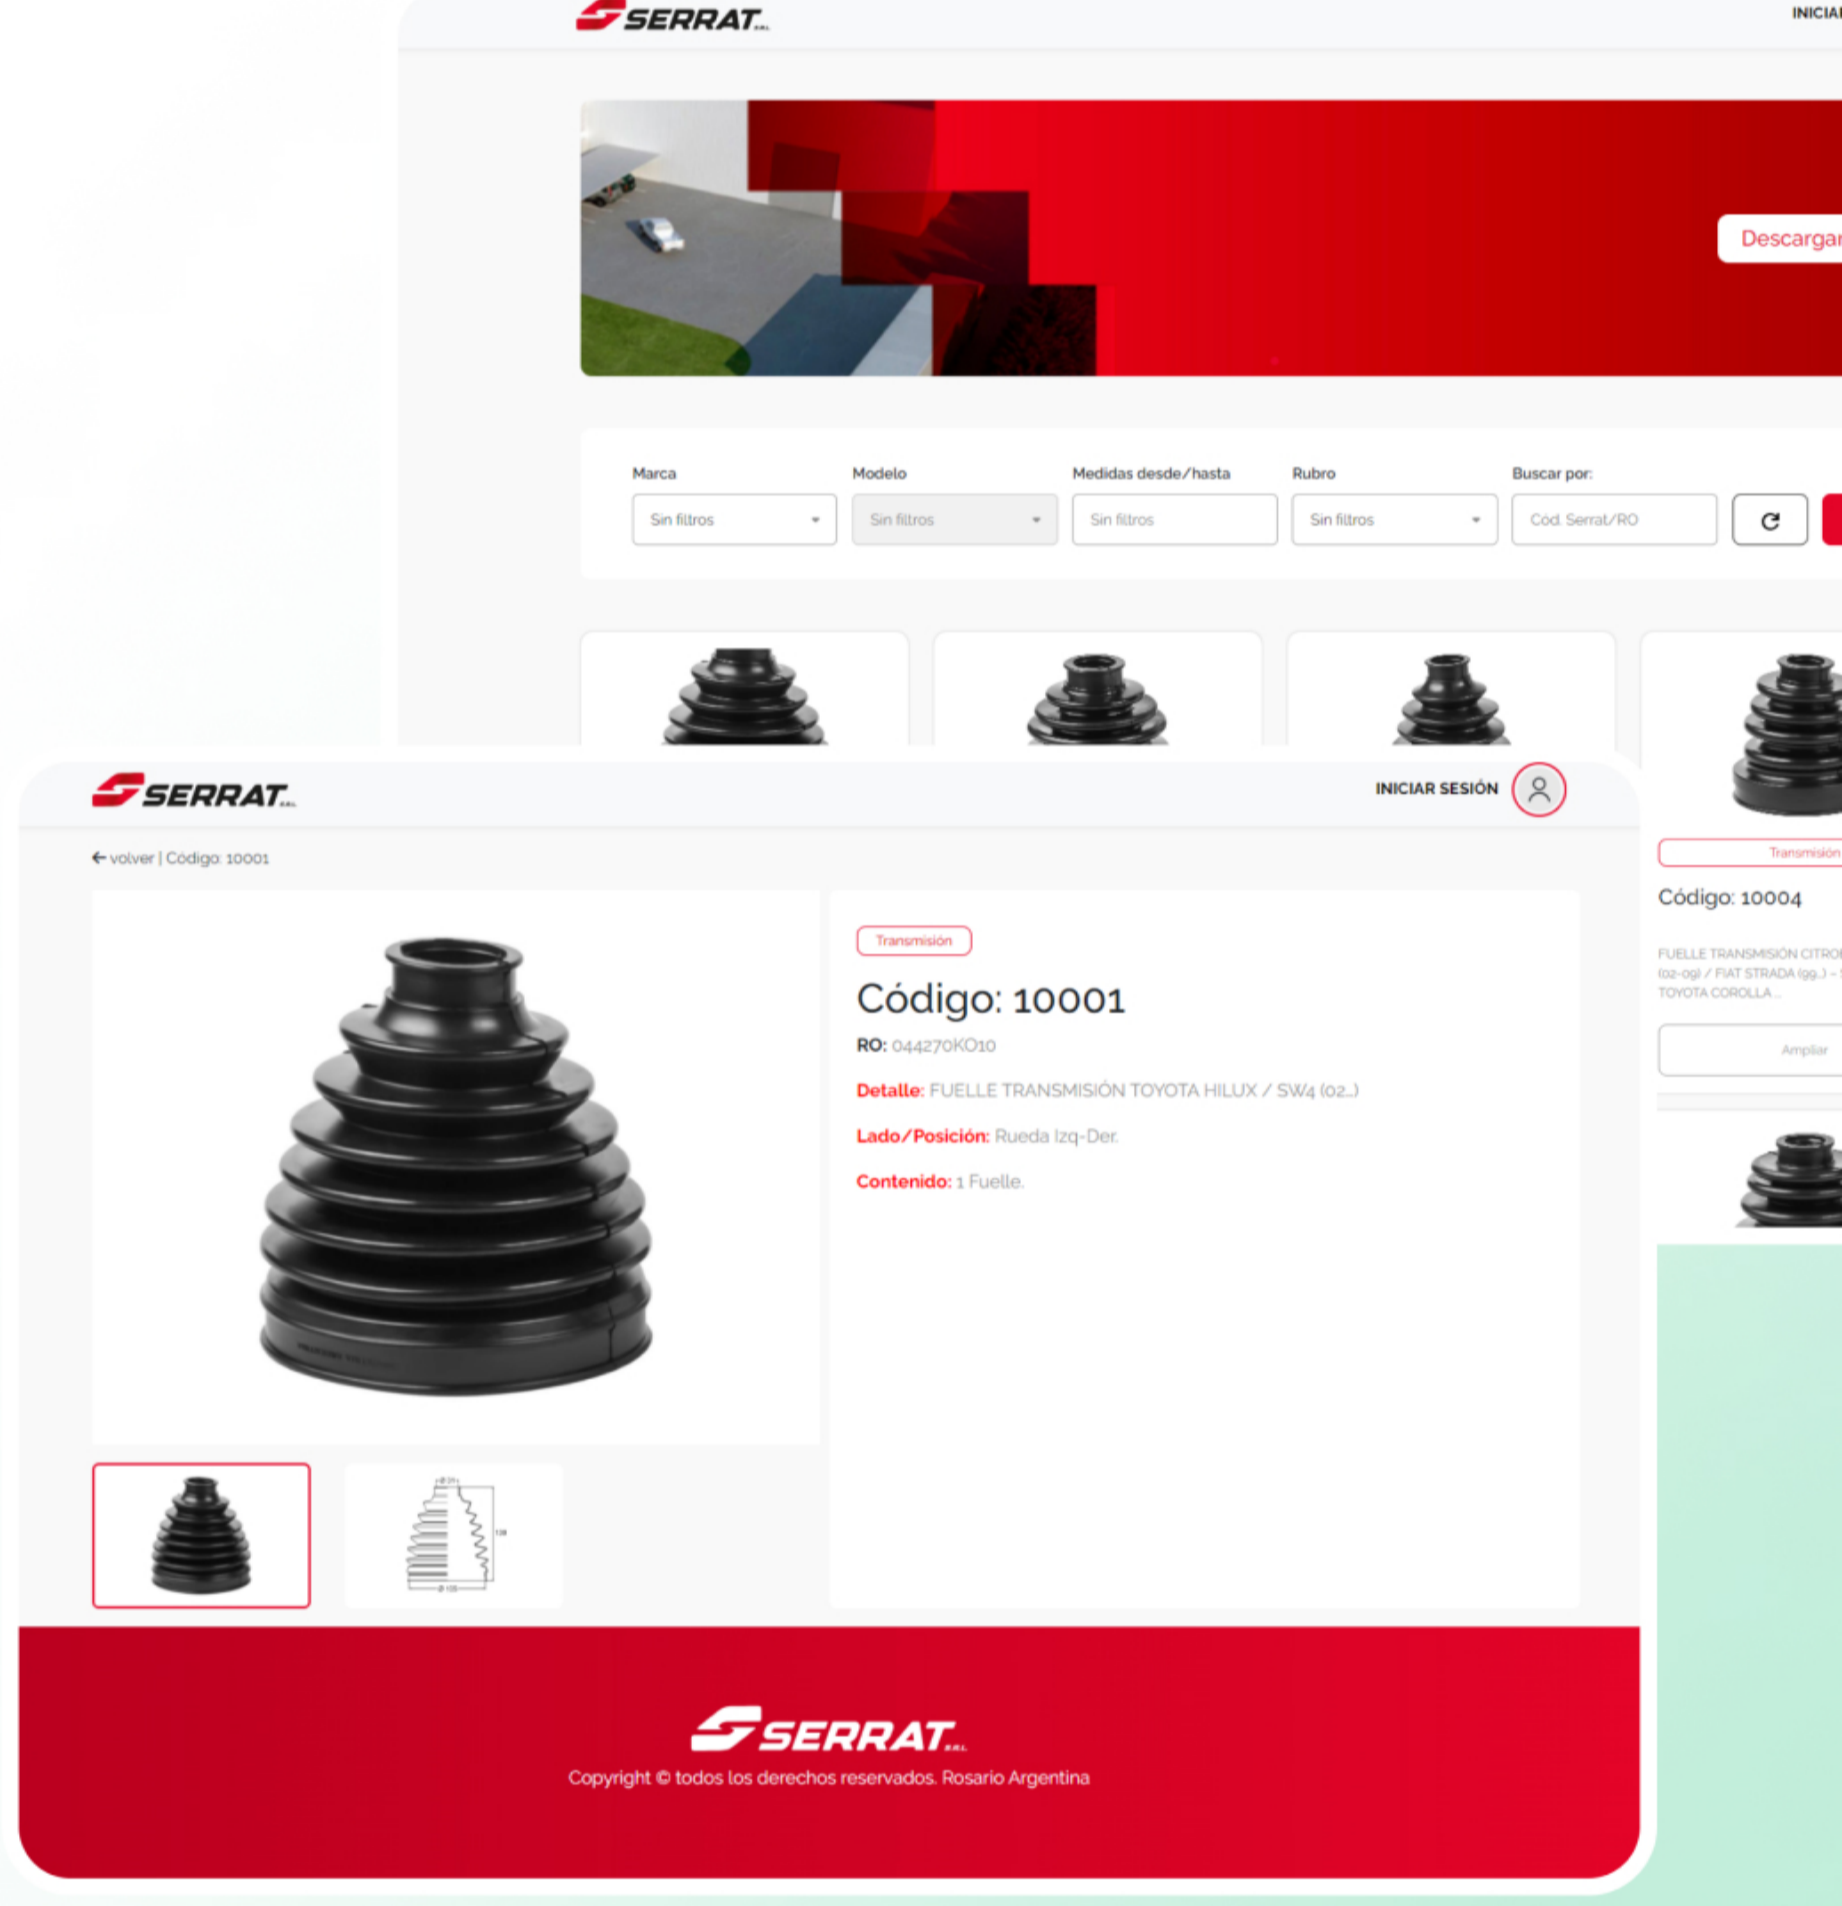 SERRAT S.R.L.
INICIA
Descargar
Marca
Modelo
Medidas desde/hasta
Rubro
Buscar por:
Sin filtros
Sin filtros
Sin filtros
Sin filtros
Cód. Serrat/RO
SERRAT S.R.L.
INICIAR SESIÓN
volver | Código: 10001
Transmisión
Código: 10001
RO: 044270KO10
Detalle: FUELLE TRANSMISIÓN TOYOTA HILUX / SW4 (02...)
Lado/Posición: Rueda Izq-Der.
Contenido: 1 Fuelle.
Transmisión
Código: 10004
FUELLE TRANSMISIÓN CITRO
(02-09) / FIAT STRADA (99...) –
TOYOTA COROLLA ...
Ampliar
SERRAT S.R.L.
Copyright © todos los derechos reservados. Rosario Argentina